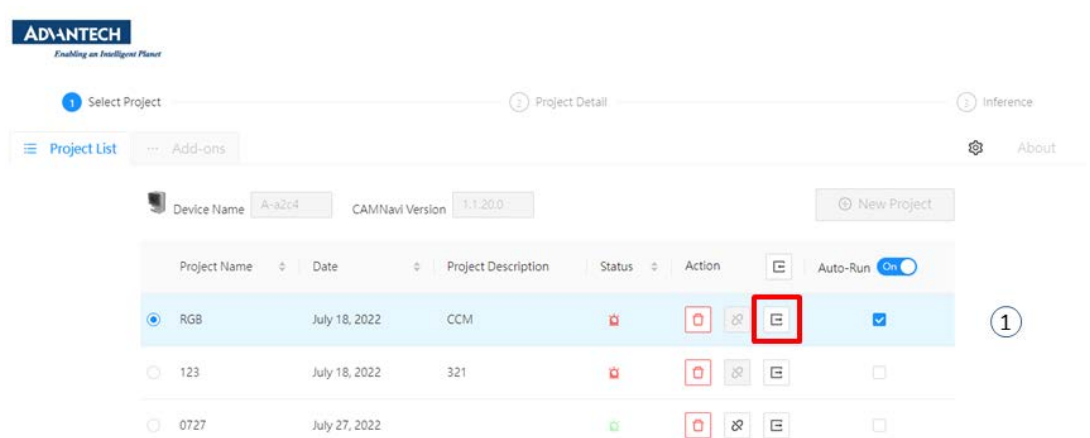 ADVANTECH
Enabling an Intelligent Planet
1 Select Project 2 Project Detail 3 Inference
Project List ··· Add-ons About
Device Name A-a2c4 CAMNavi Version 1.1.20.0 New Project
Project Name Date Project Description Status Action Auto-Run On
RGB July 18, 2022 CCM 1
123 July 18, 2022 321
0727 July 27, 2022